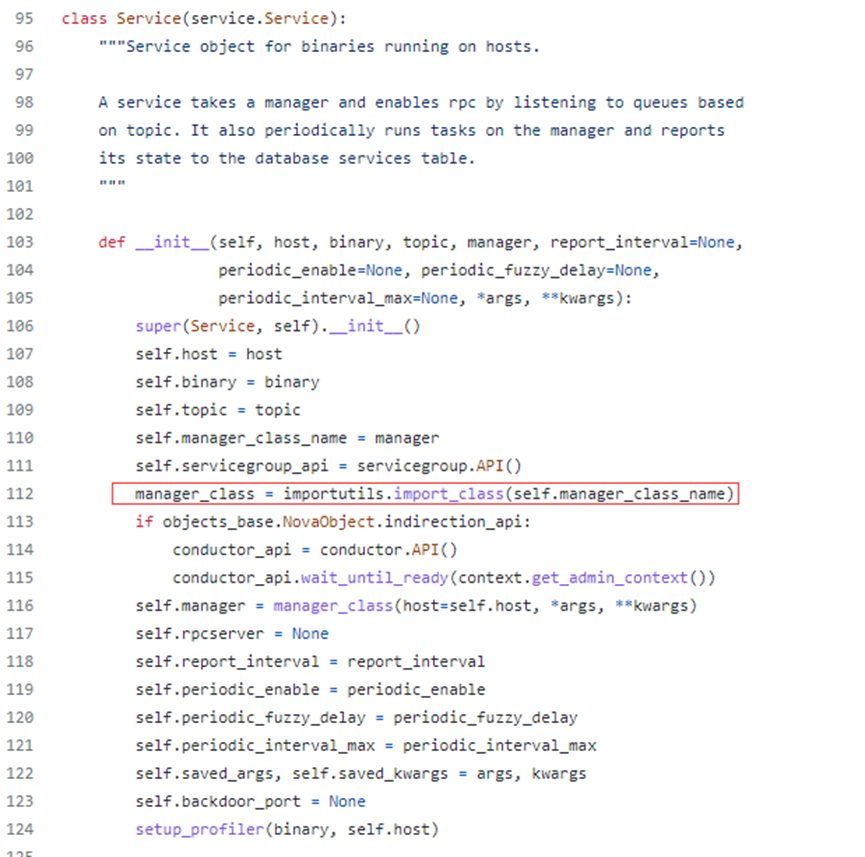 95 class Service(service.Service):
96     """Service object for binaries running on hosts.
97
98     A service takes a manager and enables rpc by listening to queues based
99     on topic. It also periodically runs tasks on the manager and reports
100     its state to the database services table.
101     """
102
103     def __init__(self, host, binary, topic, manager, report_interval=None,
104                  periodic_enable=None, periodic_fuzzy_delay=None,
105                  periodic_interval_max=None, *args, **kwargs):
106         super(Service, self).__init__()
107         self.host = host
108         self.binary = binary
109         self.topic = topic
110         self.manager_class_name = manager
111         self.servicegroup_api = servicegroup.API()
112         manager_class = importutils.import_class(self.manager_class_name)
113         if objects_base.NovaObject.indirection_api:
114             conductor_api = conductor.API()
115             conductor_api.wait_until_ready(context.get_admin_context())
116         self.manager = manager_class(host=self.host, *args, **kwargs)
117         self.rpcserver = None
118         self.report_interval = report_interval
119         self.periodic_enable = periodic_enable
120         self.periodic_fuzzy_delay = periodic_fuzzy_delay
121         self.periodic_interval_max = periodic_interval_max
122         self.saved_args, self.saved_kwargs = args, kwargs
123         self.backdoor_port = None
124         setup_profiler(binary, self.host)
125